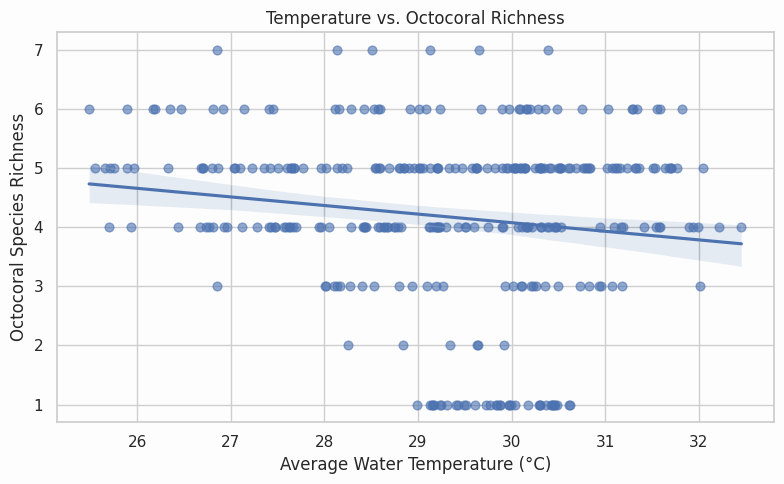 Temperature vs. Octocoral Richness
Octocoral Species Richness
7
6
5
4
3
2
1
26 27 28 29 30 31 32
Average Water Temperature (°C)